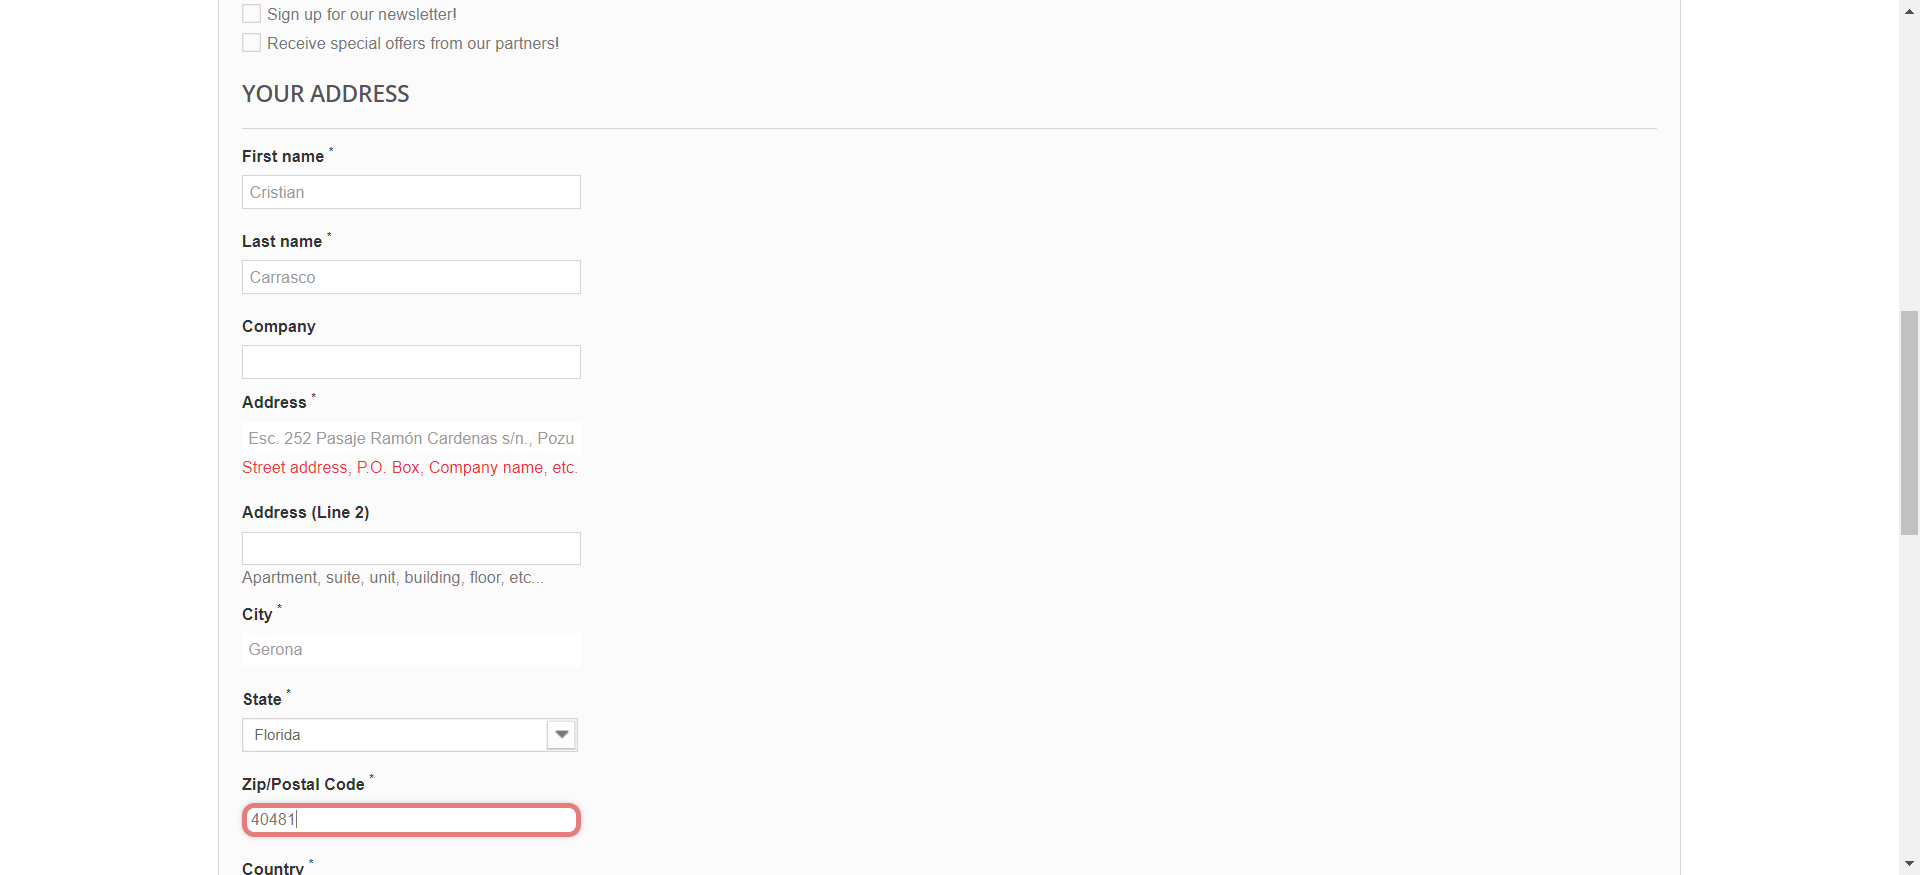 Sign up for our newsletter!
Receive special offers from our partners!
YOUR ADDRESS
First name *
Cristian
Last name *
Carrasco
Company
Address *
Esc. 252 Pasaje Ramón Cardenas s/n., Pozu
Street address, P.O. Box, Company name, etc.
Address (Line 2)
Apartment, suite, unit, building, floor, etc...
City *
Gerona
State *
Florida
Zip/Postal Code *
40481
Country *